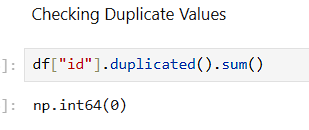 Checking Duplicate Values
]: df["id"].duplicated().sum()
]: np.int64(0)